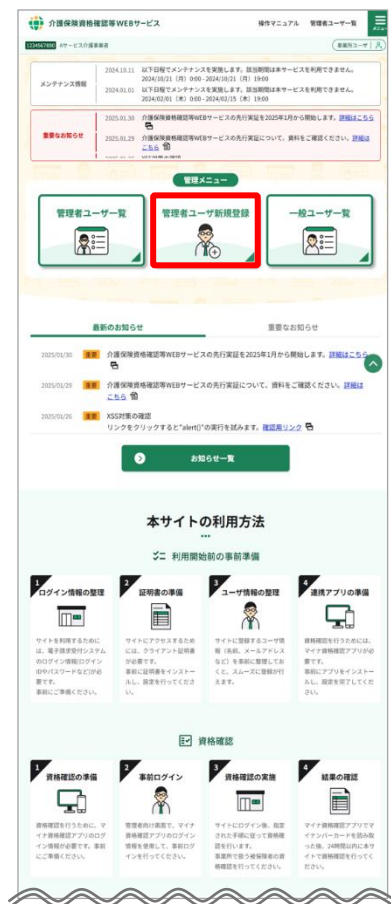 介護保険資格確認等WEBサービス
操作マニュアル 管理者ユーザー覧
メニュー
1234567890 Aサービス介護事業者
事業所ユーザ
メンテナンス情報
2024.10.11 以下日程でメンテナンスを実施します。該当期間は本サービスを利用できません。
2024/10/21（月）0:00 - 2024/10/21（月）19:00
2024.01.01 以下日程でメンテナンスを実施します。該当期間は本サービスを利用できません。
2024/02/01（木）0:00 - 2024/02/15（木）19:00
重要なお知らせ
2025.01.30 介護保険資格確認等WEBサービスの先行実証を2025年1月から開始します。詳細はこちら
2025.01.29 介護保険資格確認等WEBサービスの先行実証について、資料をご確認ください。詳細は
こちら
管理メニュー
管理者ユーザー覧
管理者ユーザ新規登録
一般ユーザー覧
最新のお知らせ
重要なお知らせ
2025/01/30 重要 介護保険資格確認等WEBサービスの先行実証を2025年1月から開始します。詳細はこちら
2025/01/29 重要 介護保険資格確認等WEBサービスの先行実証について、資料をご確認ください。詳細は
こちら
2025/01/26 重要 XSS対策の確認
リンクをクリックすると"alert()"の実行を試みます。確認用リンク
お知らせ一覧
本サイトの利用方法
利用開始前の事前準備
1
ログイン情報の整理
サイトを利用するために
は、電子請求受付システム
のログイン情報(ログイン
IDやパスワードなど)が必
要です。
事前にご準備ください。
2
証明書の準備
サイトにアクセスするため
には、クライアント証明書
が必要です。
事前に証明書をインストー
ルし、設定を行ってくださ
い。
3
ユーザ情報の整理
サイトに登録するユーザ情
報（名前、メールアドレス
など）を事前に整理してお
くと、スムーズに登録が行
えます。
4
連携アプリの準備
資格確認を行うためには、
マイナ資格確認アプリが必
要です。
事前にアプリをインストー
ルし、設定を完了してくだ
さい。
資格確認
1
資格確認の準備
資格確認を行うために、マ
イナ資格確認アプリのログ
イン情報が必要です。事前
にご準備ください。
2
事前ログイン
管理者向け画面で、マイナ
資格確認アプリのログイン
情報を使用して、事前ログ
インを行ってください。
3
資格確認の実施
サイトにログイン後、指定
された手順に従って資格確
認を行います。
事業所で扱う被保険者の資
格確認を行ってください。
4
結果の確認
マイナ資格確認アプリでマ
イナンバーカードを読み取
った後、24時間以内に本サ
イトで資格確認を行ってく
ださい。